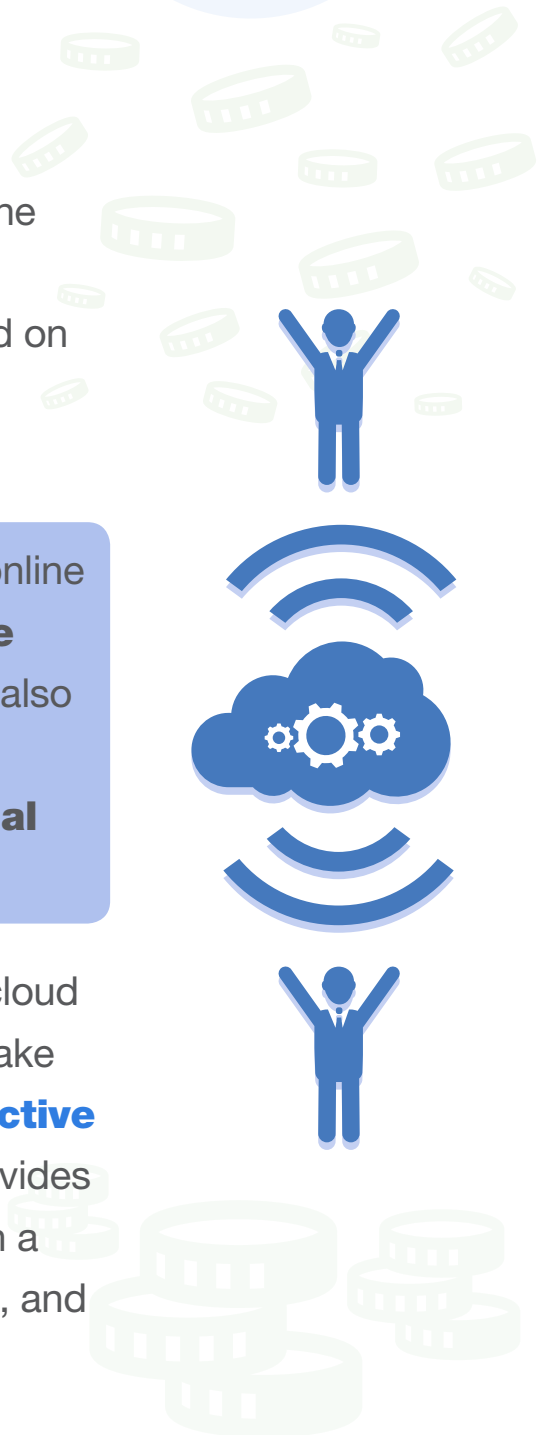 ne
d on
online
e
also
al
cloud
ake
ctive
vides
n a
, and